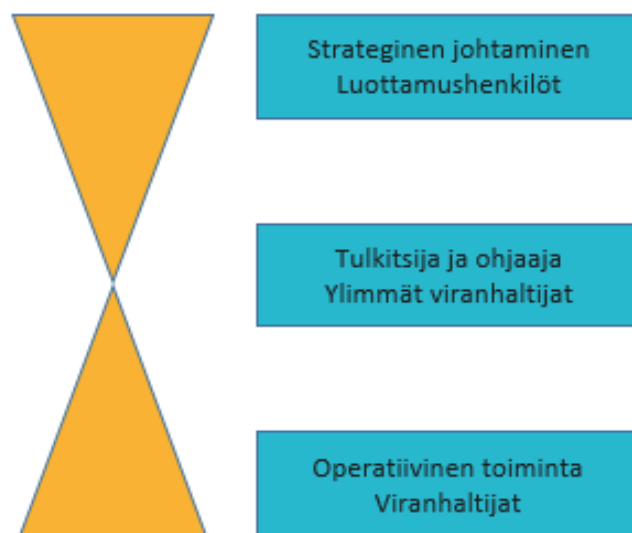 Strateginen johtaminen
Luottamushenkilöt
Tulkitsija ja ohjaaja
Ylimmät viranhaltijat
Operatiivinen toiminta
Viranhaltijat